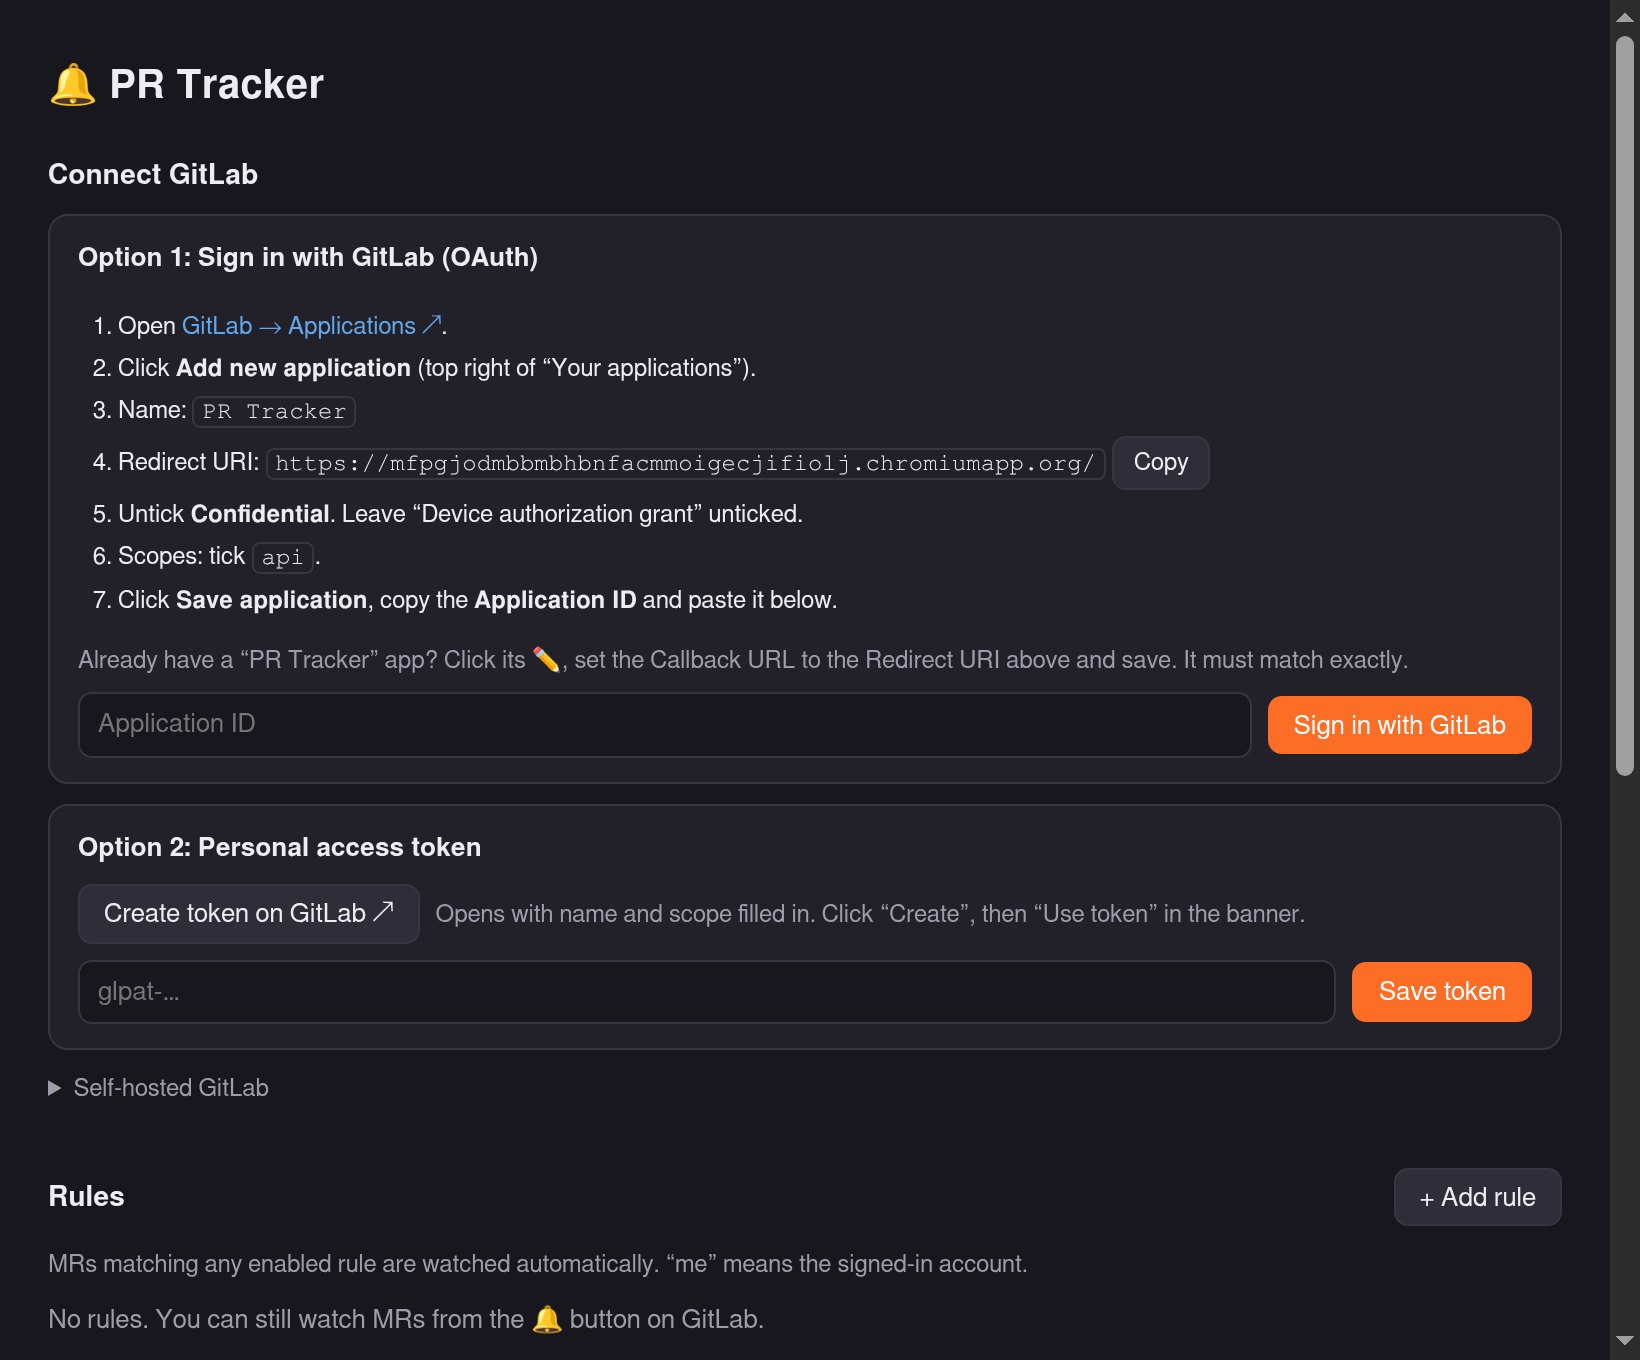 🔔 PR Tracker
Connect GitLab
Option 1: Sign in with GitLab (OAuth)
1. Open GitLab → Applications ↗.
2. Click Add new application (top right of “Your applications”).
3. Name: PR Tracker
4. Redirect URI: https://mfpgjodmbbmbhbnfacmmoigecjifiolj.chromiumapp.org/ Copy
5. Untick Confidential. Leave “Device authorization grant” unticked.
6. Scopes: tick api.
7. Click Save application, copy the Application ID and paste it below.
Already have a “PR Tracker” app? Click its ✏️, set the Callback URL to the Redirect URI above and save. It must match exactly.
Application ID Sign in with GitLab
Option 2: Personal access token
Create token on GitLab ↗ Opens with name and scope filled in. Click “Create”, then “Use token” in the banner.
glpat-... Save token
▶ Self-hosted GitLab
Rules + Add rule
MRs matching any enabled rule are watched automatically. “me” means the signed-in account.
No rules. You can still watch MRs from the 🔔 button on GitLab.